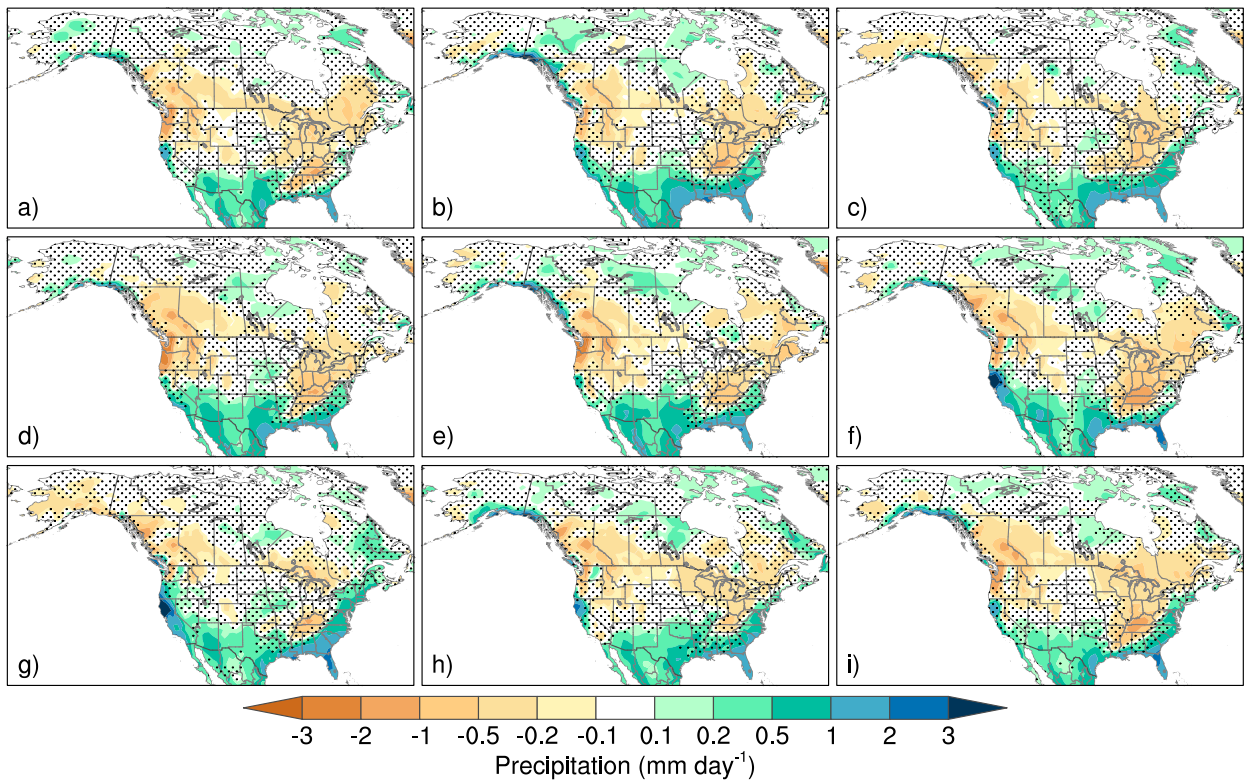 a)
b)
c)
d)
e)
f)
g)
h)
i)
-3 -2 -1 -0.5 -0.2 -0.1 0.1 0.2 0.5 1 2 3
Precipitation (mm day⁻¹)